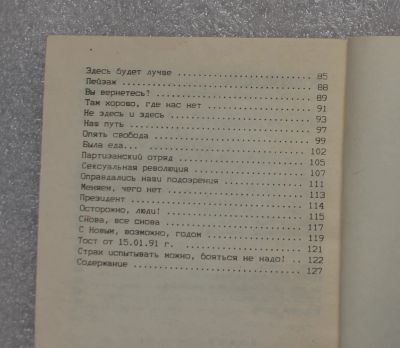 Здесь будет лучше ........................ 85
Пейзаж ........................ 88
Вы вернетесь? ........................ 89
Там хорошо, где нас нет ........................ 91
Не здесь и здесь ........................ 93
Наш путь ........................ 97
Опять свобода ........................ 99
Была еда... ........................ 102
Партизанский отряд ........................ 105
Сексуальная революция ........................ 107
Оправдались наши подозрения ........................ 111
Меняем, чего нет ........................ 113
Президент ........................ 114
Осторожно, люди! ........................ 115
Снова, все снова ........................ 117
С Новым, возможно, годом ........................ 119
Тост от 15.01.91 г. ........................ 121
Страх испытывать можно, бояться не надо! .. 122
Содержание ........................ 127